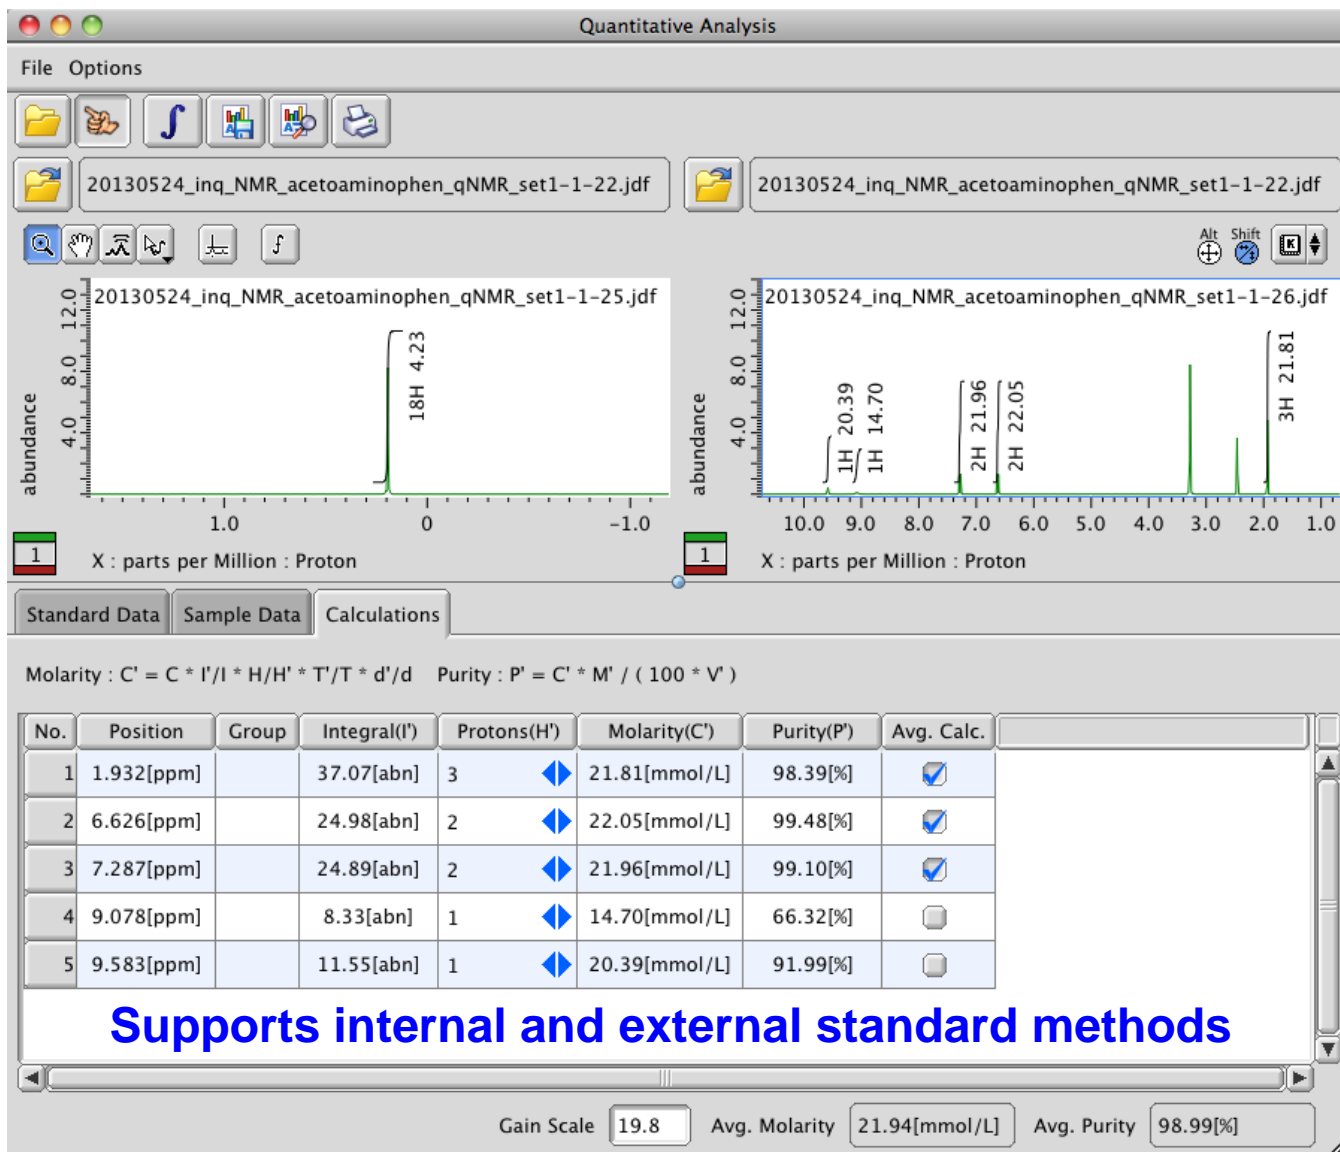 Quantitative Analysis
File Options
20130524_inq_NMR_acetoaminophen_qNMR_set1-1-22.jdf
20130524_inq_NMR_acetoaminophen_qNMR_set1-1-22.jdf
Alt Shift K
20130524_inq_NMR_acetoaminophen_qNMR_set1-1-25.jdf
abundance
4.0 8.0 12.0
18H 4.23
1.0 0 -1.0
1
X : parts per Million : Proton
20130524_inq_NMR_acetoaminophen_qNMR_set1-1-26.jdf
abundance
4.0 8.0 12.0
1H 20.39
1H 14.70
2H 21.96
2H 22.05
3H 21.81
10.0 9.0 8.0 7.0 6.0 5.0 4.0 3.0 2.0 1.0
1
X : parts per Million : Proton
Standard Data Sample Data Calculations
Molarity : C' = C * I'/I * H/H' * T'/T * d'/d Purity : P' = C' * M' / ( 100 * V' )
No. Position Group Integral(I') Protons(H') Molarity(C') Purity(P') Avg. Calc.
1 1.932[ppm] 37.07[abn] 3 21.81[mmol/L] 98.39[%]
2 6.626[ppm] 24.98[abn] 2 22.05[mmol/L] 99.48[%]
3 7.287[ppm] 24.89[abn] 2 21.96[mmol/L] 99.10[%]
4 9.078[ppm] 8.33[abn] 1 14.70[mmol/L] 66.32[%]
5 9.583[ppm] 11.55[abn] 1 20.39[mmol/L] 91.99[%]
Supports internal and external standard methods
Gain Scale 19.8 Avg. Molarity 21.94[mmol/L] Avg. Purity 98.99[%]